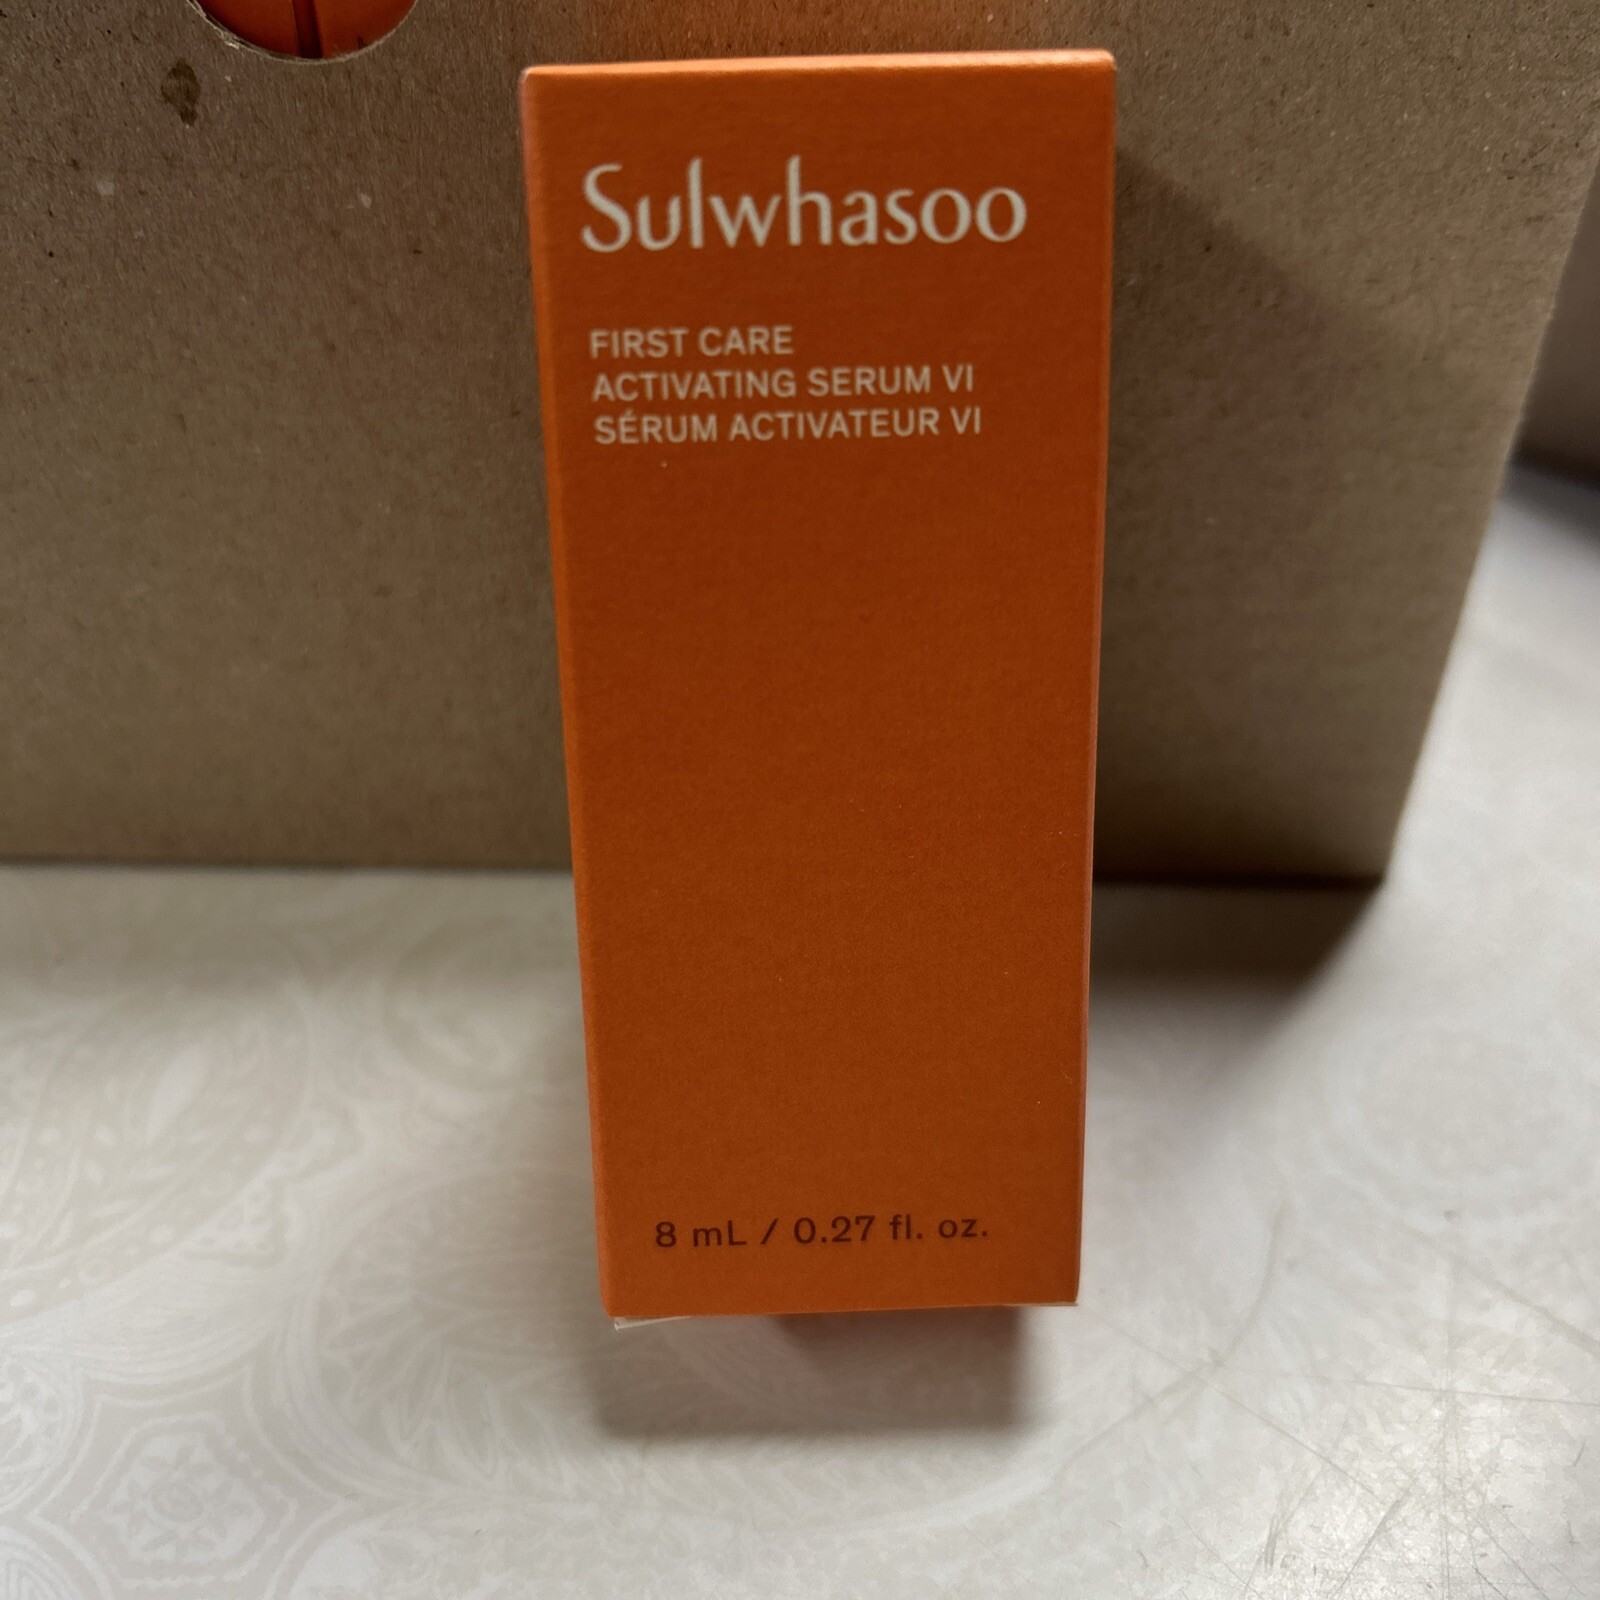 Sulwhasoo
FIRST CARE
ACTIVATING SERUM VI
SÉRUM ACTIVATEUR VI
8 mL / 0.27 fl. oz.